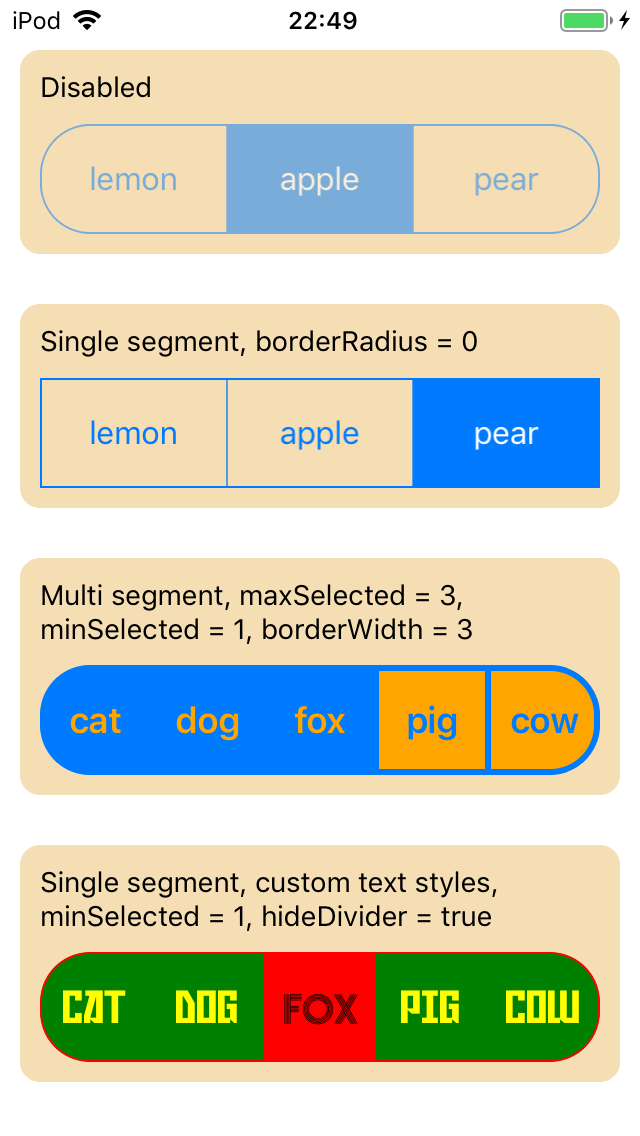 iPod 22:49
Disabled
lemon apple pear
Single segment, borderRadius = 0
lemon apple pear
Multi segment, maxSelected = 3,
minSelected = 1, borderWidth = 3
cat dog fox pig cow
Single segment, custom text styles,
minSelected = 1, hideDivider = true
CAT DOG FOX PIG COW